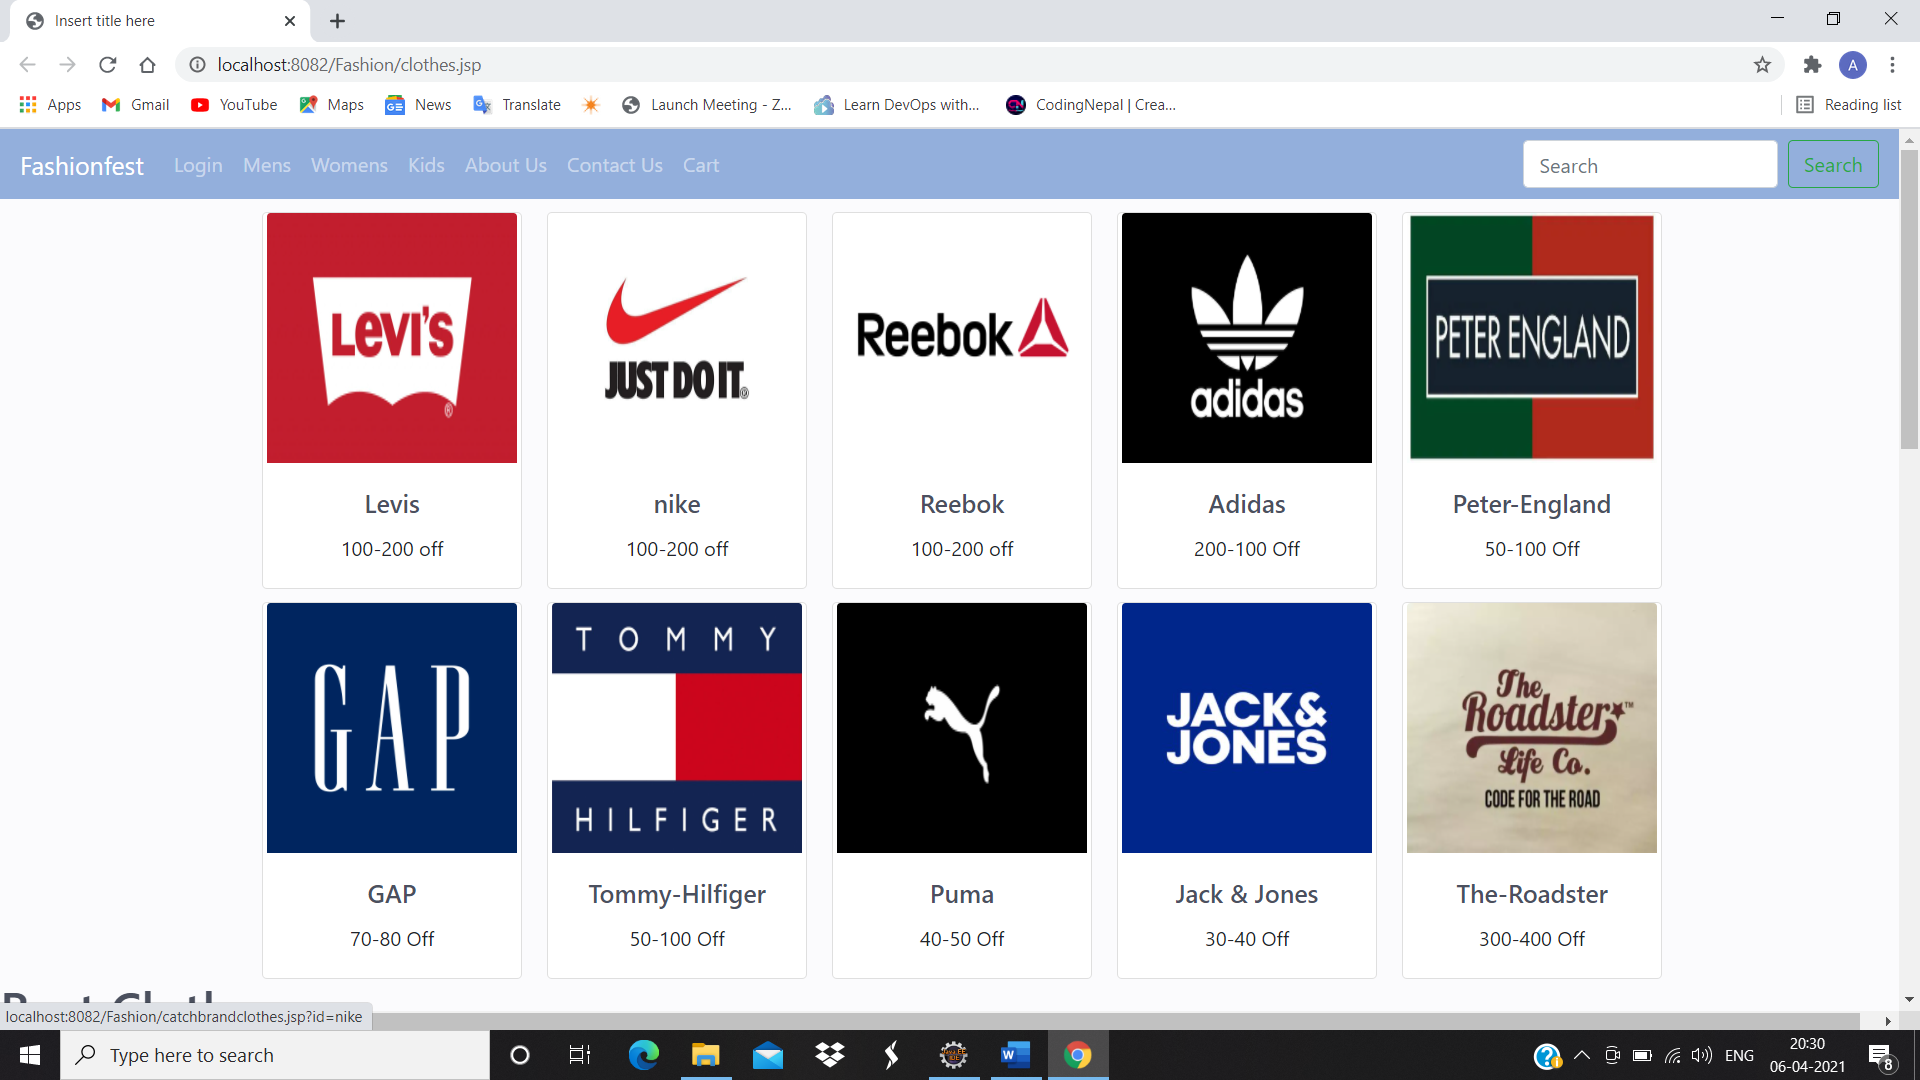 Insert title here
localhost:8082/Fashion/clothes.jsp
A
Apps Gmail YouTube Maps News Translate Launch Meeting - Z... Learn DevOps with... CodingNepal | Crea... Reading list
Fashionfest Login Mens Womens Kids About Us Contact Us Cart Search Search
LEVI'S
®
JUST DO IT.
Reebok
adidas
PETER ENGLAND
Levis nike Reebok Adidas Peter-England
100-200 off 100-200 off 100-200 off 200-100 Off 50-100 Off
GAP
TOMMY
HILFIGER
JACK&
JONES
The
Roadster™
Life Co.
CODE FOR THE ROAD
GAP Tommy-Hilfiger Puma Jack & Jones The-Roadster
70-80 Off 50-100 Off 40-50 Off 30-40 Off 300-400 Off
localhost:8082/Fashion/catchbrandclothes.jsp?id=nike
Type here to search
ENG
20:30
06-04-2021
8